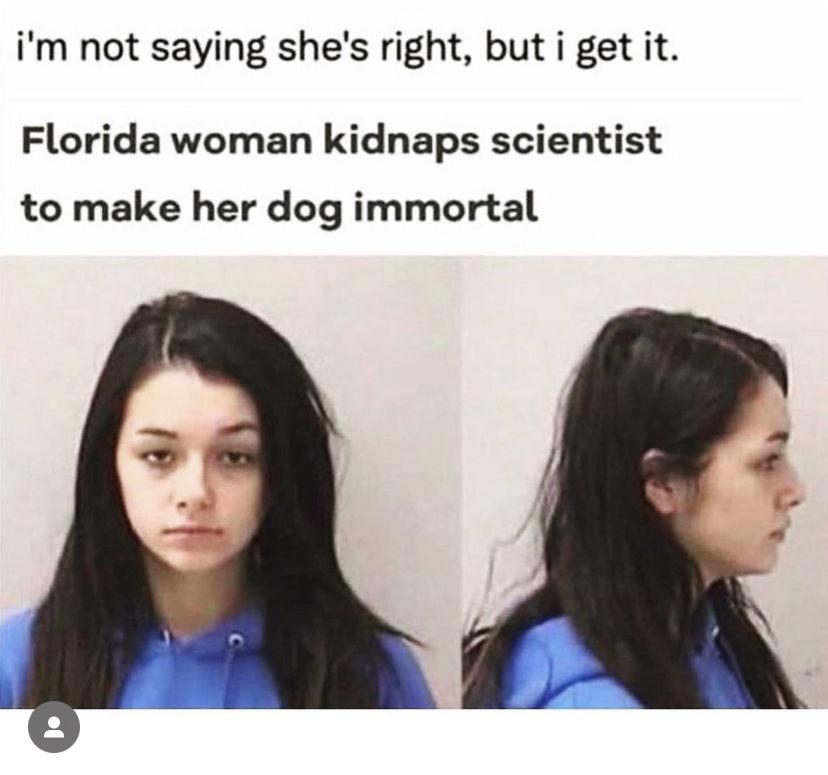 i'm not saying she's right, but i get it.
Florida woman kidnaps scientist
to make her dog immortal